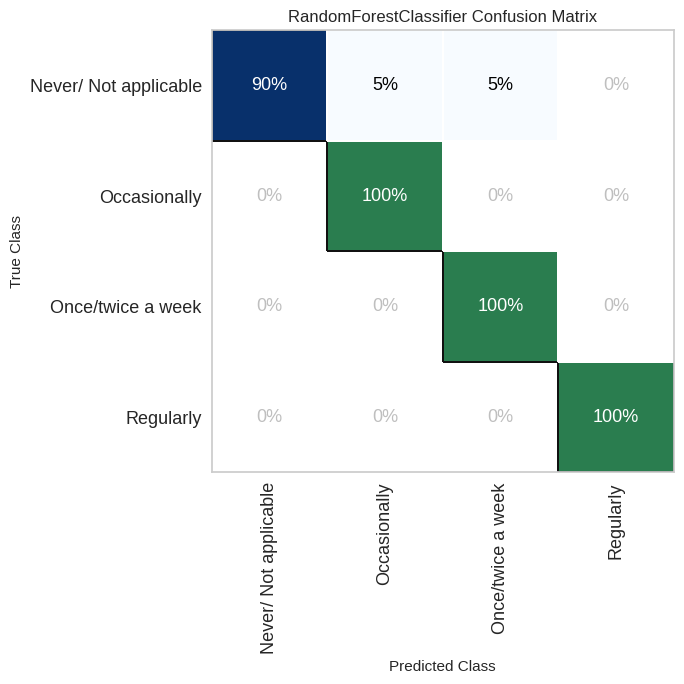 RandomForestClassifier Confusion Matrix
Never/ Not applicable 90% 5% 5% 0%
Occasionally 0% 100% 0% 0%
Once/twice a week 0% 0% 100% 0%
Regularly 0% 0% 0% 100%
True Class
Never/ Not applicable
Occasionally
Once/twice a week
Regularly
Predicted Class